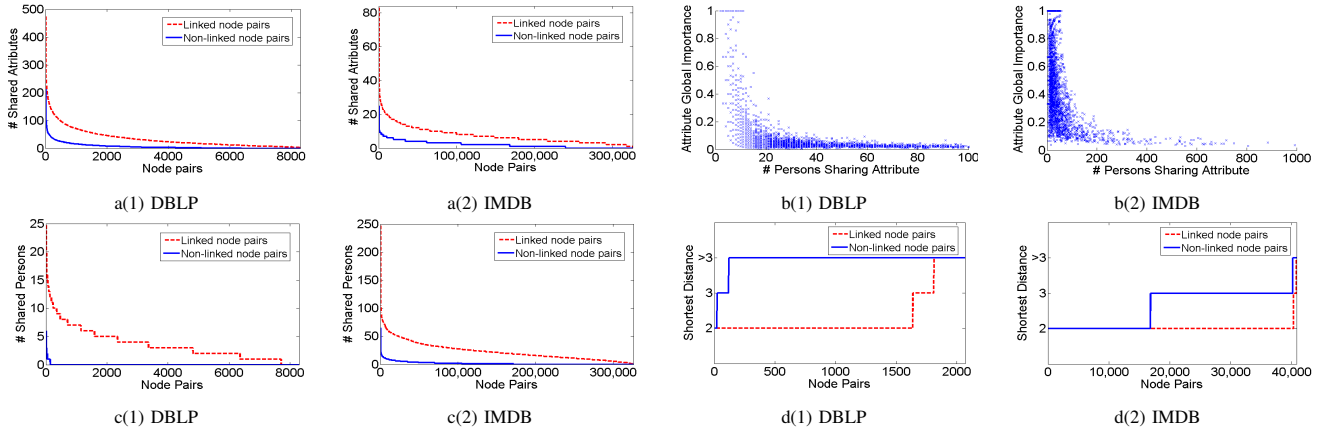 500
400
300
200
100
0
# Shared Atributes
Linked node pairs
Non-linked node pairs
0
2000
4000
6000
8000
Node Pairs
a(1) DBLP
80
60
40
20
0
# Shared Attributes
Linked node pairs
Non-linked node pairs
100,000
200,000
300,000
Node Pairs
a(2) IMDB
1
0.8
0.6
0.4
0.2
0
Attribute Global Importance
20
40
60
80
100
# Persons Sharing Attribute
b(1) DBLP
1
0.8
0.6
0.4
0.2
0
Attribute Global Importance
0
200
400
600
800
1000
# Persons Sharing Attribute
b(2) IMDB
25
20
15
10
5
0
# Shared Persons
Linked node pairs
Non-linked node pairs
0
2000
4000
6000
8000
Node Pairs
c(1) DBLP
250
200
150
100
50
0
# Shared Persons
Linked node pairs
Non-linked node pairs
0
100,000
200,000
300,000
Node Pairs
c(2) IMDB
>3
3
2
Shortest Distance
Linked node pairs
Non-linked node pairs
0
500
1000
1500
2000
Node Pairs
d(1) DBLP
>3
3
2
Shortest Distance
Linked node pairs
Non-linked node pairs
0
10,000
20,000
30,000
40,000
Node Pairs
d(2) IMDB